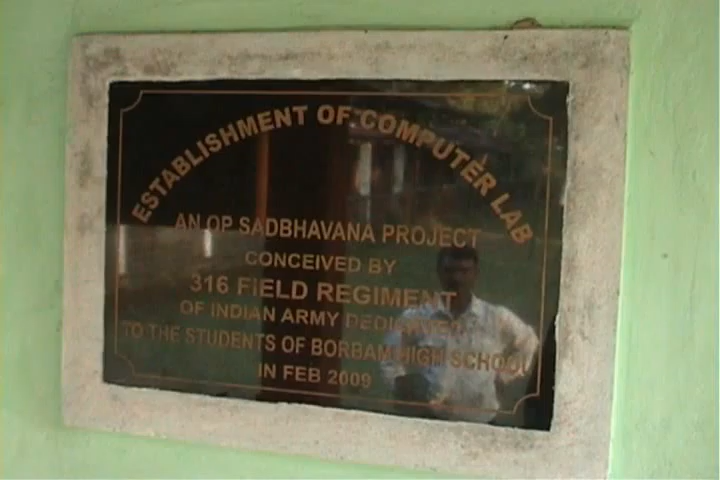 ESTABLISHMENT OF COMPUTER LAB
AN OP SADBHAVANA PROJECT
CONCEIVED BY
316 FIELD REGIMENT
OF INDIAN ARMY DEDICATED
TO THE STUDENTS OF BORBAM HIGH SCHOOL
IN FEB 2009